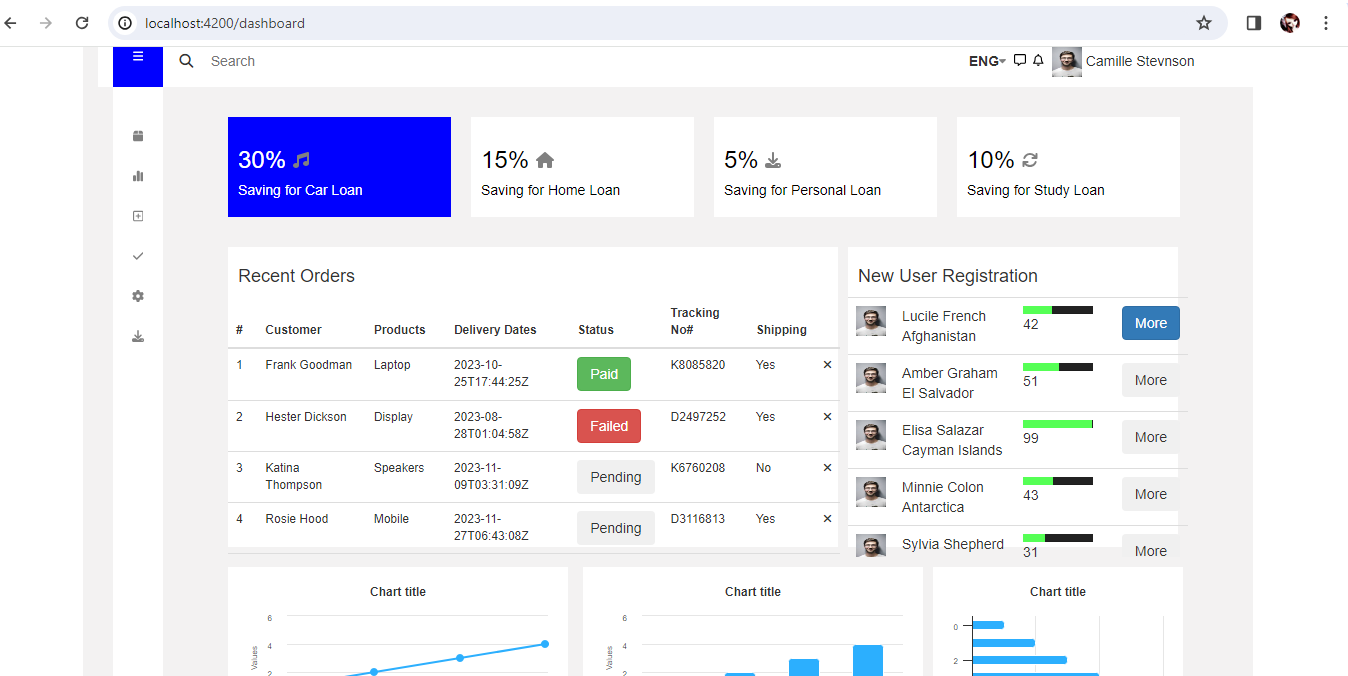 localhost:4200/dashboard
Search
ENG
Camille Stevnson
30%
Saving for Car Loan
15%
Saving for Home Loan
5%
Saving for Personal Loan
10%
Saving for Study Loan
Recent Orders
# Customer Products Delivery Dates Status Tracking No# Shipping
1 Frank Goodman Laptop 2023-10-
25T17:44:25Z Paid K8085820 Yes ×
2 Hester Dickson Display 2023-08-
28T01:04:58Z Failed D2497252 Yes ×
3 Katina Thompson Speakers 2023-11-
09T03:31:09Z Pending K6760208 No ×
4 Rosie Hood Mobile 2023-11-
27T06:43:08Z Pending D3116813 Yes ×
New User Registration
Lucile French
Afghanistan
42
More
Amber Graham
El Salvador
51
More
Elisa Salazar
Cayman Islands
99
More
Minnie Colon
Antarctica
43
More
Sylvia Shepherd
31
More
Chart title
6
4
2
Values
Chart title
6
4
2
Values
Chart title
0
2